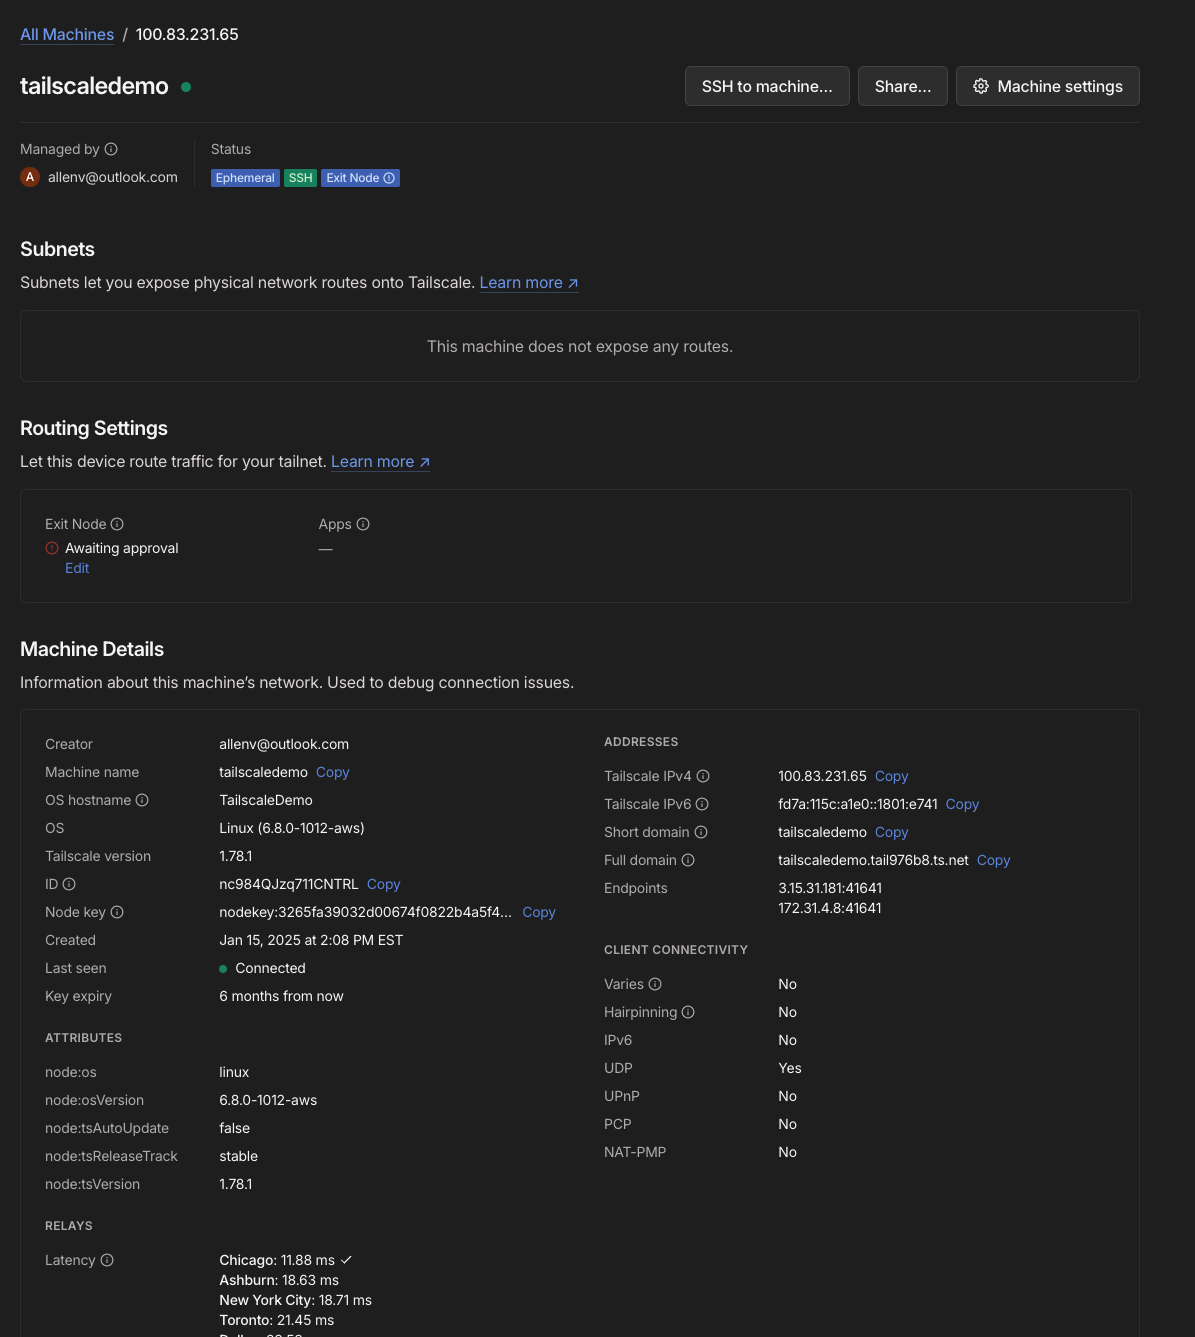 All Machines / 100.83.231.65
tailscaledemo
SSH to machine... Share... Machine settings
Managed by Status
A allenv@outlook.com Ephemeral SSH Exit Node
Subnets
Subnets let you expose physical network routes onto Tailscale. Learn more ↗
This machine does not expose any routes.
Routing Settings
Let this device route traffic for your tailnet. Learn more ↗
Exit Node Apps
Awaiting approval —
Edit
Machine Details
Information about this machine’s network. Used to debug connection issues.
Creator allenv@outlook.com
Machine name tailscaledemo Copy
OS hostname TailscaleDemo
OS Linux (6.8.0-1012-aws)
Tailscale version 1.78.1
ID nc984QJzq711CNTRL Copy
Node key nodekey:3265fa39032d00674f0822b4a5f4... Copy
Created Jan 15, 2025 at 2:08 PM EST
Last seen Connected
Key expiry 6 months from now
ATTRIBUTES
node:os linux
node:osVersion 6.8.0-1012-aws
node:tsAutoUpdate false
node:tsReleaseTrack stable
node:tsVersion 1.78.1
RELAYS
Latency Chicago: 11.88 ms ✓
Ashburn: 18.63 ms
New York City: 18.71 ms
Toronto: 21.45 ms
ADDRESSES
Tailscale IPv4 100.83.231.65 Copy
Tailscale IPv6 fd7a:115c:a1e0::1801:e741 Copy
Short domain tailscaledemo Copy
Full domain tailscaledemo.tail976b8.ts.net Copy
Endpoints 3.15.31.181:41641
172.31.4.8:41641
CLIENT CONNECTIVITY
Varies No
Hairpinning No
IPv6 No
UDP Yes
UPnP No
PCP No
NAT-PMP No